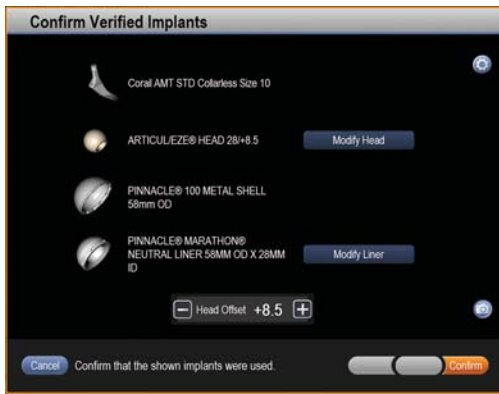 Confirm Verified Implants
Corail AMT STD Collarless Size 10
ARTICUL/EZE® HEAD 28/+8.5
Modify Head
PINNACLE® 100 METAL SHELL
58mm OD
PINNACLE® MARATHON®
NEUTRAL LINER 58MM OD X 28MM
ID
Modify Liner
Head Offset +8.5
Cancel
Confirm that the shown implants were used.
Confirm